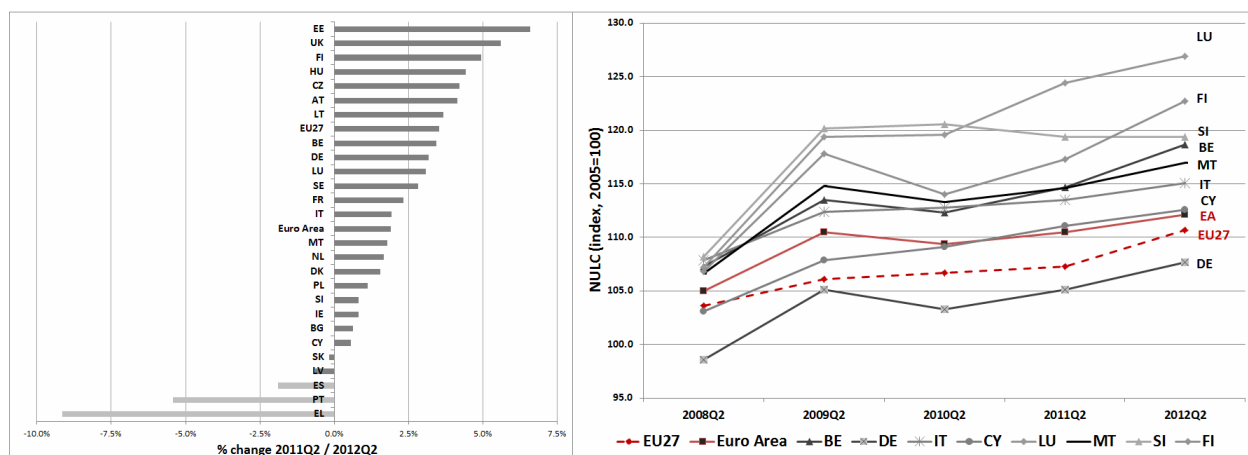 EE
UK
FI
HU
CZ
AT
LT
EU27
BE
DE
LU
SE
FR
IT
Euro Area
MT
NL
DK
PL
SI
IE
BG
CY
SK
LV
ES
PT
EL
-10.0% -7.5% -5.0% -2.5% 0.0% 2.5% 5.0% 7.5%
% change 2011Q2 / 2012Q2
NULC (index, 2005=100)
130.0
125.0
120.0
115.0
110.0
105.0
100.0
95.0
LU
FI
SI
BE
MT
IT
CY
EA
EU27
DE
2008Q2 2009Q2 2010Q2 2011Q2 2012Q2
EU27 Euro Area BE DE IT CY LU MT SI FI